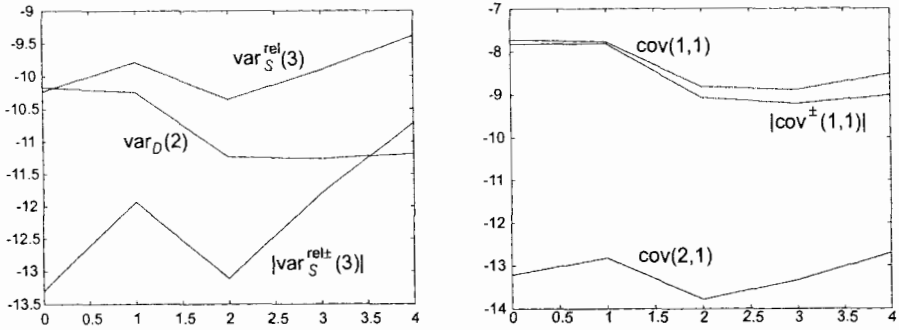 -9
-9.5
-10
-10.5
-11
-11.5
-12
-12.5
-13
-13.5
0 0.5 1 1.5 2 2.5 3 3.5 4
var_S^rel(3)
var_D(2)
|var_S^rel±(3)|
-7
-8
-9
-10
-11
-12
-13
-14
0 0.5 1 1.5 2 2.5 3 3.5 4
cov(1,1)
|cov^±(1,1)|
cov(2,1)